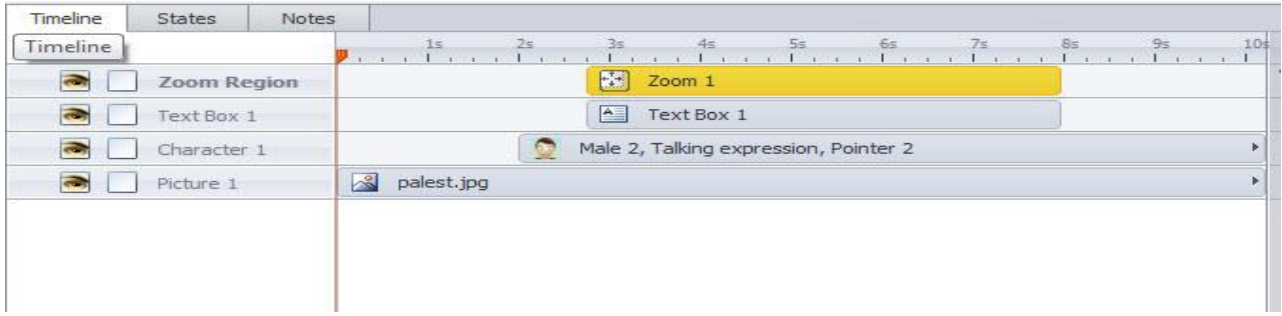 Timeline States Notes
Timeline
1s 2s 3s 4s 5s 6s 7s 8s 9s 10s
Zoom Region Zoom 1
Text Box 1 Text Box 1
Character 1 Male 2, Talking expression, Pointer 2
Picture 1 palest.jpg